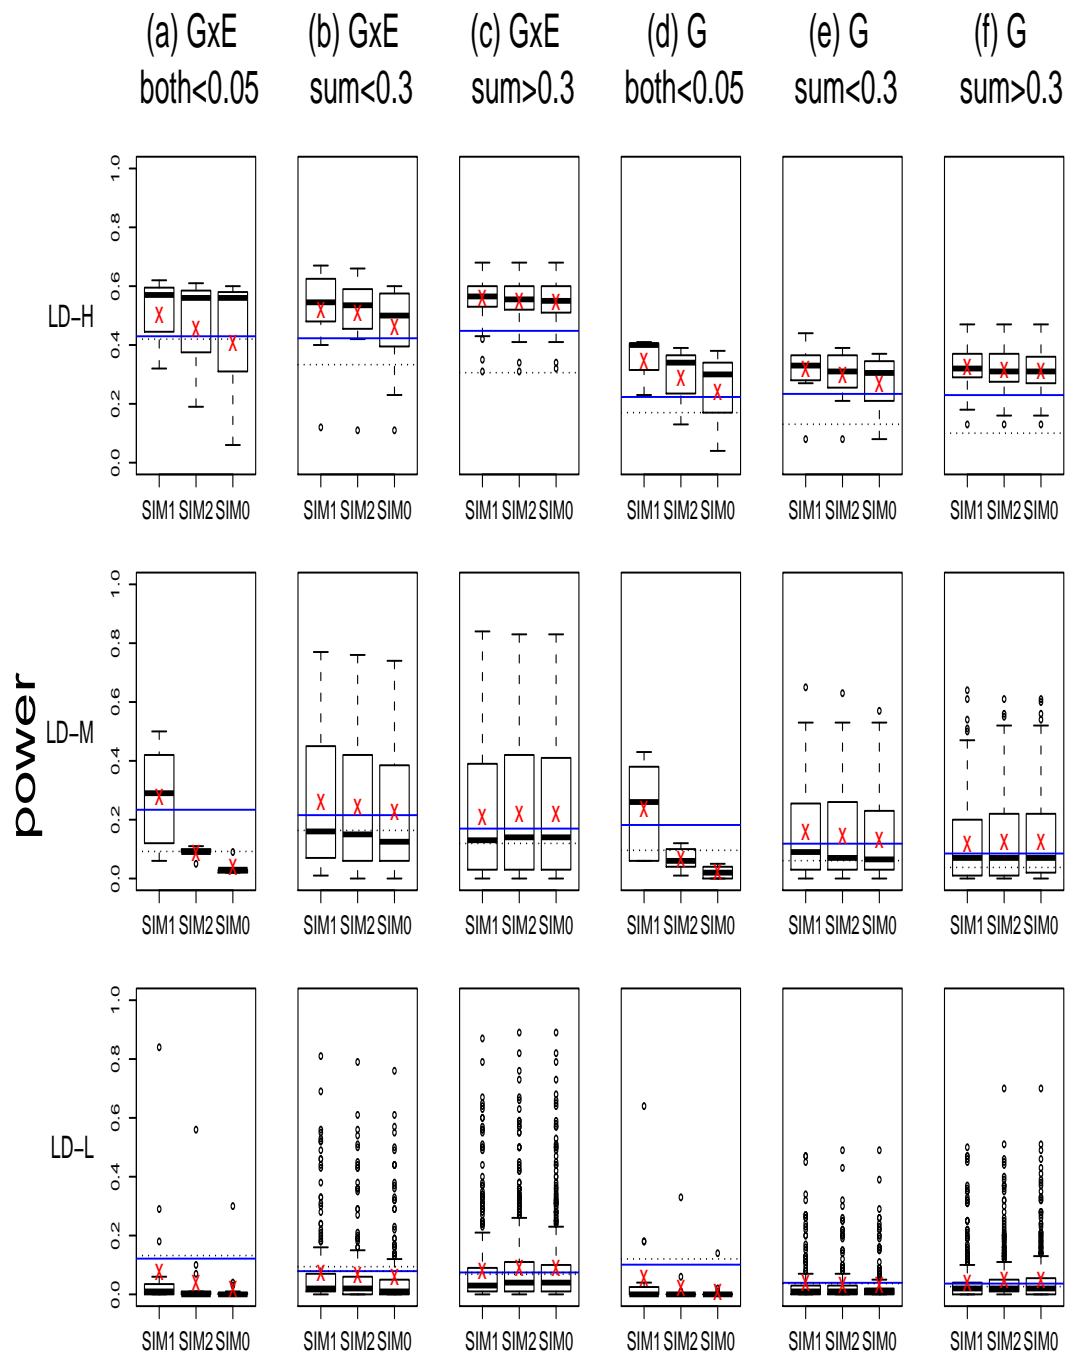 (a) GxE (b) GxE (c) GxE (d) G (e) G (f) G
both<0.05 sum<0.3 sum>0.3 both<0.05 sum<0.3 sum>0.3
1.0
0.8
0.6
LD-H
0.4
0.2
0.0
SIM1 SIM2 SIM0 SIM1 SIM2 SIM0 SIM1 SIM2 SIM0 SIM1 SIM2 SIM0 SIM1 SIM2 SIM0 SIM1 SIM2 SIM0
1.0
0.8
0.6
power
LD-M
0.4
0.2
0.0
SIM1 SIM2 SIM0 SIM1 SIM2 SIM0 SIM1 SIM2 SIM0 SIM1 SIM2 SIM0 SIM1 SIM2 SIM0 SIM1 SIM2 SIM0
1.0
0.8
0.6
LD-L
0.4
0.2
0.0
SIM1 SIM2 SIM0 SIM1 SIM2 SIM0 SIM1 SIM2 SIM0 SIM1 SIM2 SIM0 SIM1 SIM2 SIM0 SIM1 SIM2 SIM0